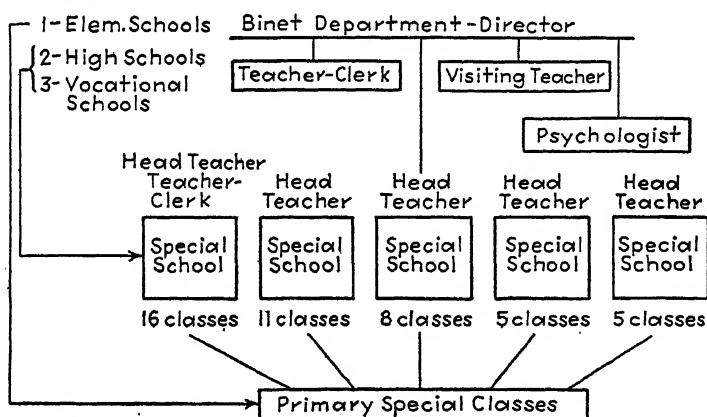 1-Elem.Schools
Binet Department-Director
2-High Schools
3-Vocational
Schools
Teacher-Clerk
Visiting Teacher
Psychologist
Head Teacher
Teacher-
Clerk
Head
Teacher
Head
Teacher
Head
Teacher
Head
Teacher
Special
School
Special
School
Special
School
Special
School
Special
School
16 classes
11 classes
8 classes
5 classes
5 classes
Primary Special Classes